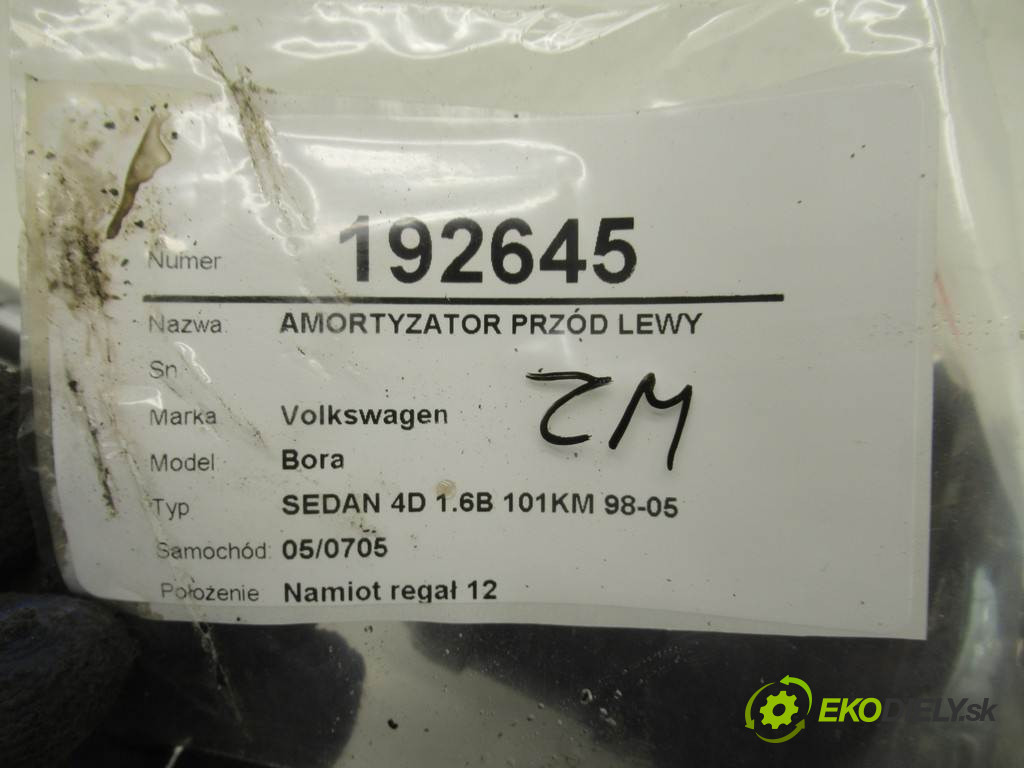 Numer 192645
Nazwa: AMORTYZATOR PRZÓD LEWY
Sn
Marka Volkswagen
ZM
Model Bora
Typ SEDAN 4D 1.6B 101KM 98-05
Samochód: 05/0705
Położenie Namiot regał 12
EKODIELY.sk